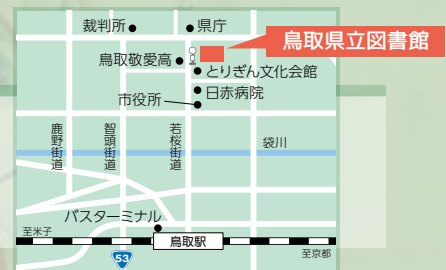 裁判所
県庁
鳥取県立図書館
鳥取敬愛高
とりぎん文化会館
日赤病院
市役所
鹿野街道
智頭街道
若桜街道
袋川
バスターミナル
至米子
鳥取駅
至京都
53